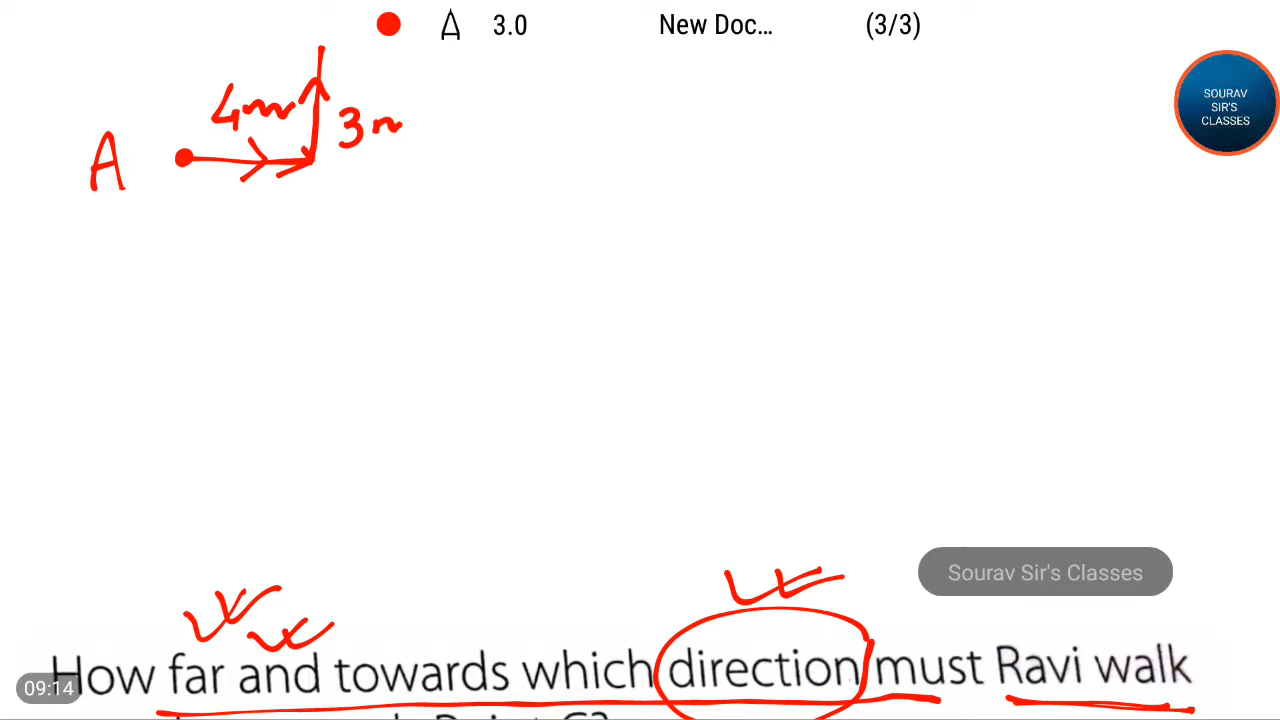 A 3.0 New Doc... (3/3)
SOURAV
SIR'S
CLASSES
4m
3m
A
Sourav Sir's Classes
How far and towards which direction must Ravi walk
09:14